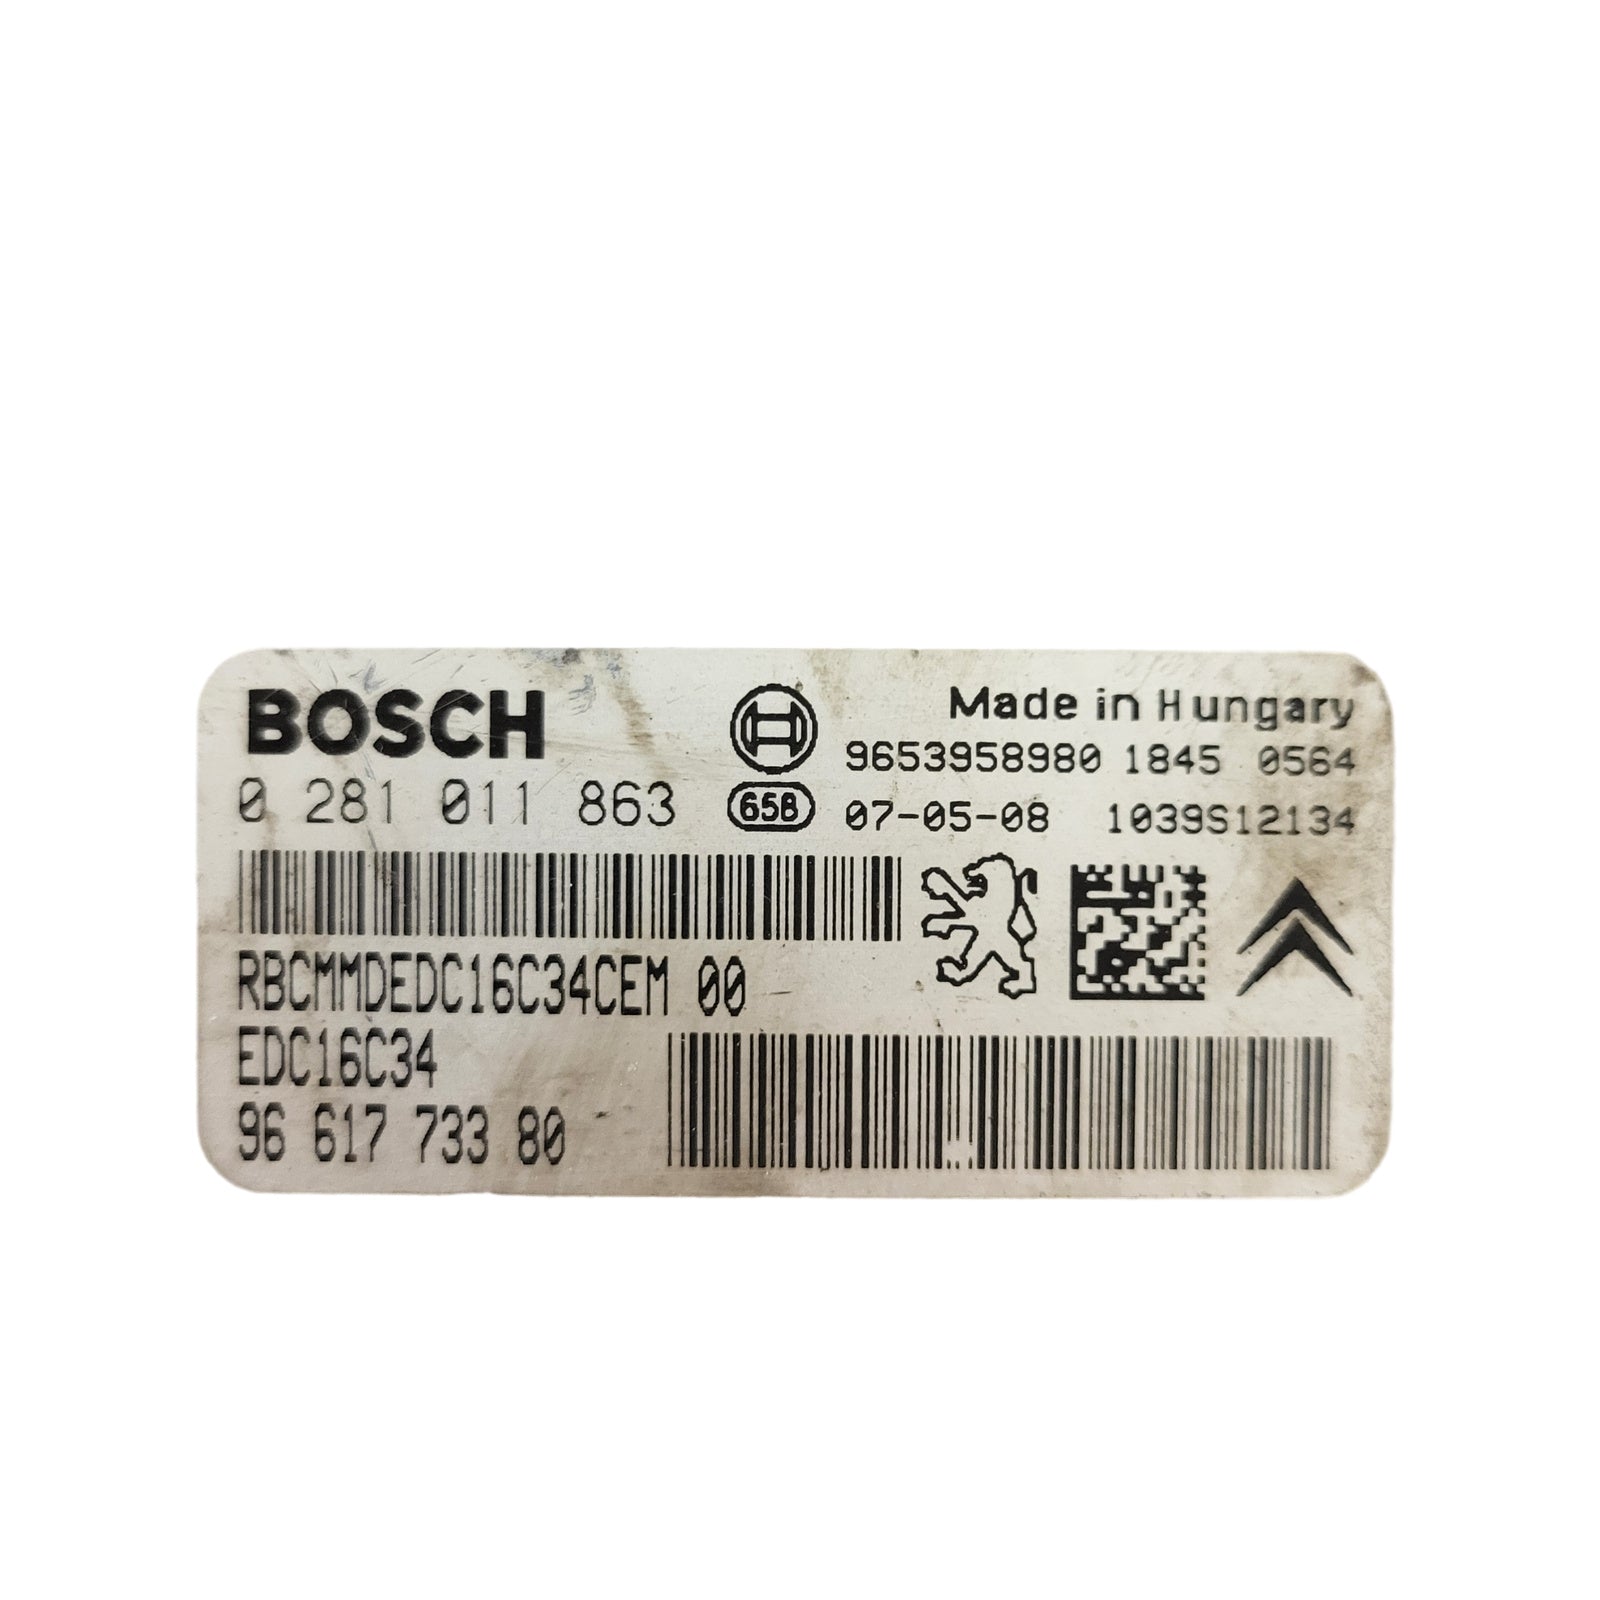 BOSCH
Made in Hungary
9653958980 1845 0564
0 281 011 863
65B
07-05-08 1039S12134
RBCMMDEDC16C34CEM 00
EDC16C34
96 617 733 80